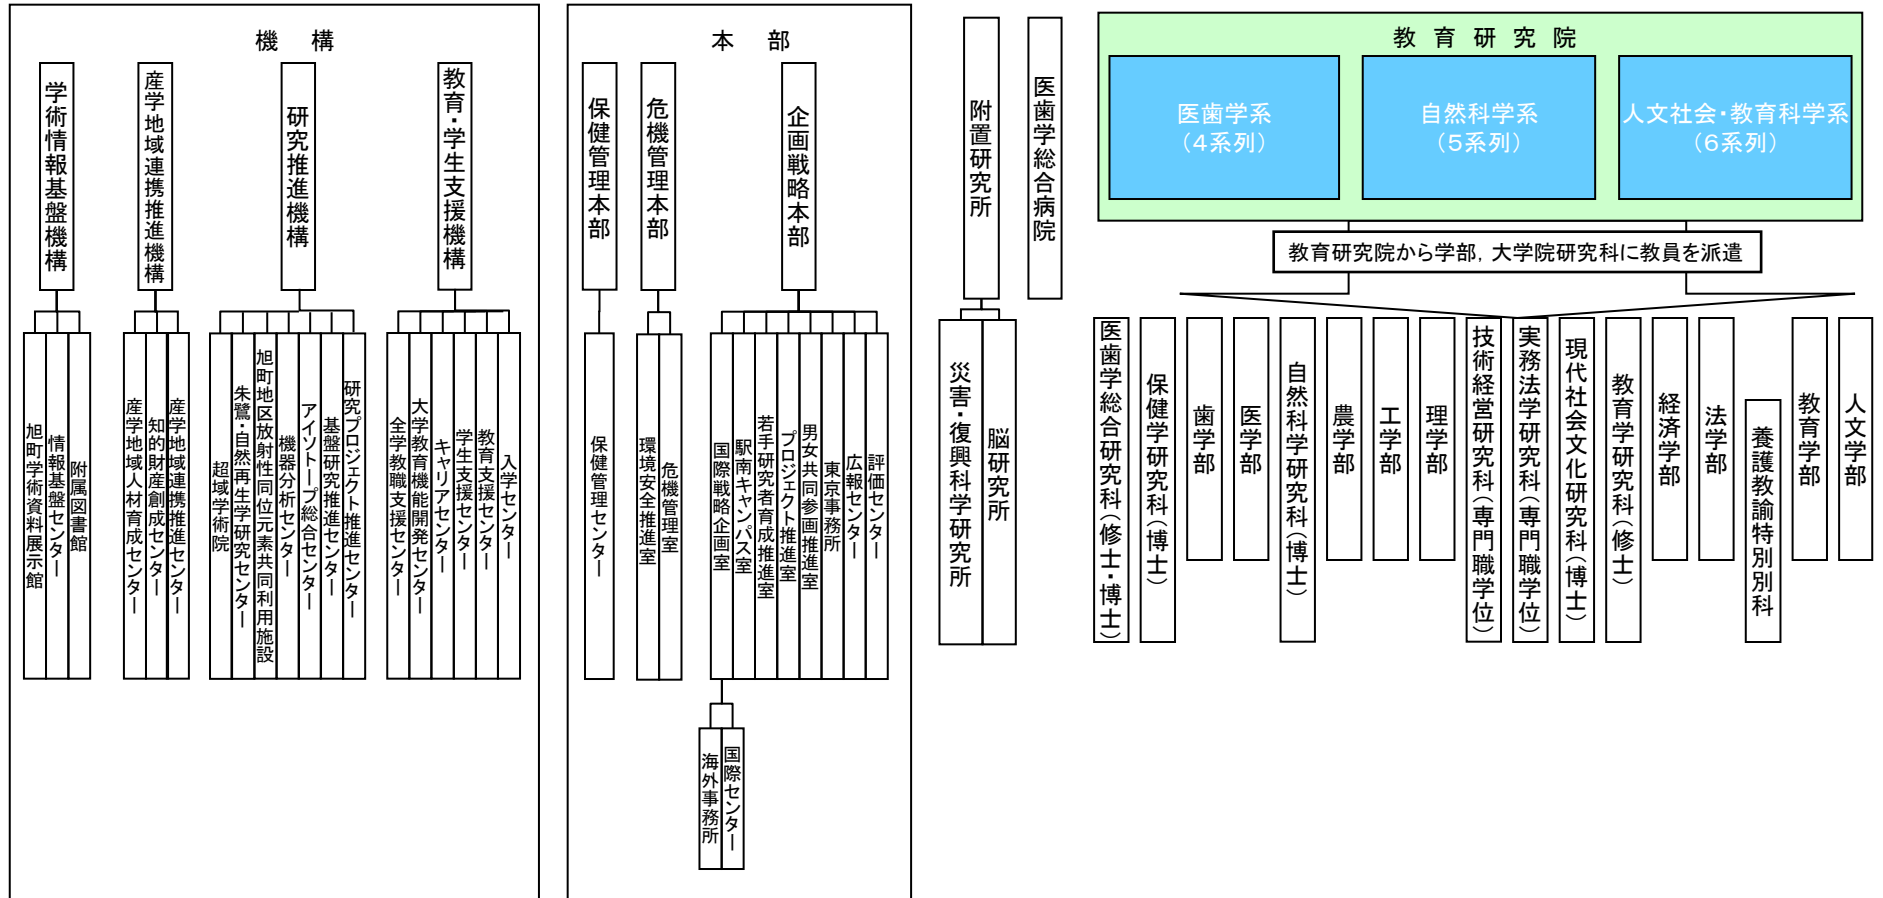 機 構
学術情報基盤機構
産学地域連携推進機構
研究推進機構
教育・学生支援機構
旭町学術資料展示館
情報基盤センター
附属図書館
産学地域人材育成センター
知的財産創成センター
産学地域連携推進センター
超域学術院
朱鷺・自然再生学研究センター
旭町地区放射性同位元素共同利用施設
機器分析センター
アイソトープ総合センター
基盤研究推進センター
研究プロジェクト推進センター
全学教職支援センター
大学教育機能開発センター
キャリアセンター
学生支援センター
教育支援センター
入学センター
本 部
保健管理本部
危機管理本部
企画戦略本部
保健管理センター
環境安全推進室
危機管理室
国際戦略企画室
駅南キャンパス室
若手研究者育成推進室
プロジェクト推進室
男女共同参画推進室
東京事務所
広報センター
評価センター
海外事務所
国際センター
附置研究所
医歯学総合病院
災害・復興科学研究所
脳研究所
教 育 研 究 院
医歯学系
（4系列）
自然科学系
（5系列）
人文社会・教育科学系
（6系列）
教育研究院から学部，大学院研究科に教員を派遣
医歯学総合研究科（修士・博士）
保健学研究科（博士）
歯学部
医学部
自然科学研究科（博士）
農学部
工学部
理学部
技術経営研究科（専門職学位）
実務法学研究科（専門職学位）
現代社会文化研究科（博士）
教育学研究科（修士）
経済学部
法学部
養護教諭特別別科
教育学部
人文学部